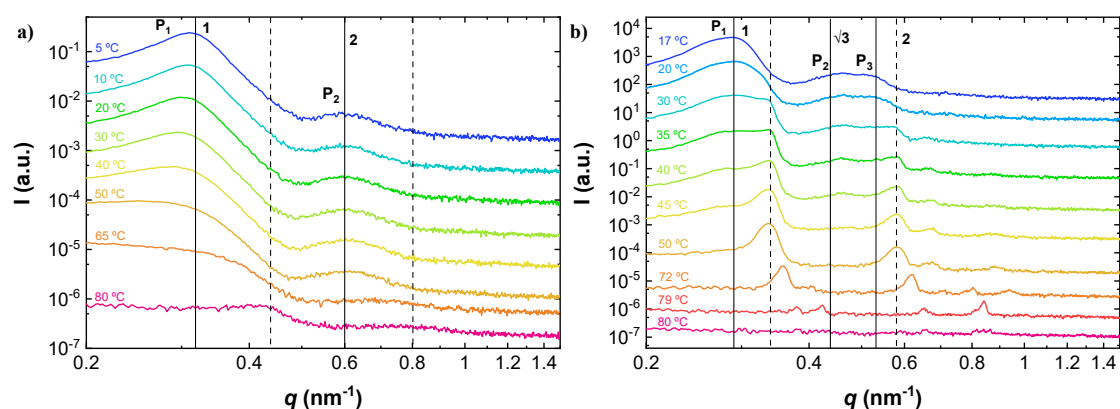 a)
P1 1
2
P2
5 ºC
10 ºC
20 ºC
30 ºC
40 ºC
50 ºC
65 ºC
80 ºC
10-1
10-2
10-3
10-4
10-5
10-6
10-7
I (a.u.)
0.2 0.4 0.6 0.8 1 1.2 1.4
q (nm-1)
b)
P1 1
√3
2
P2
P3
17 ºC
20 ºC
30 ºC
35 ºC
40 ºC
45 ºC
50 ºC
72 ºC
79 ºC
80 ºC
104
103
102
101
100
10-1
10-2
10-3
10-4
10-5
10-6
10-7
I (a.u.)
0.2 0.4 0.6 0.8 1 1.2 1.4
q (nm-1)